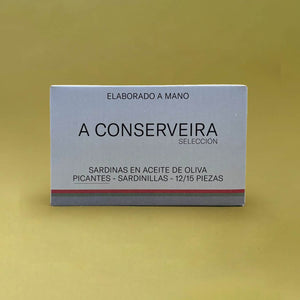 ELABORADO A MANO
A CONSERVEIRA
SELECCIÓN
SARDINAS EN ACEITE DE OLIVA
PICANTES - SARDINILLAS - 12/15 PIEZAS